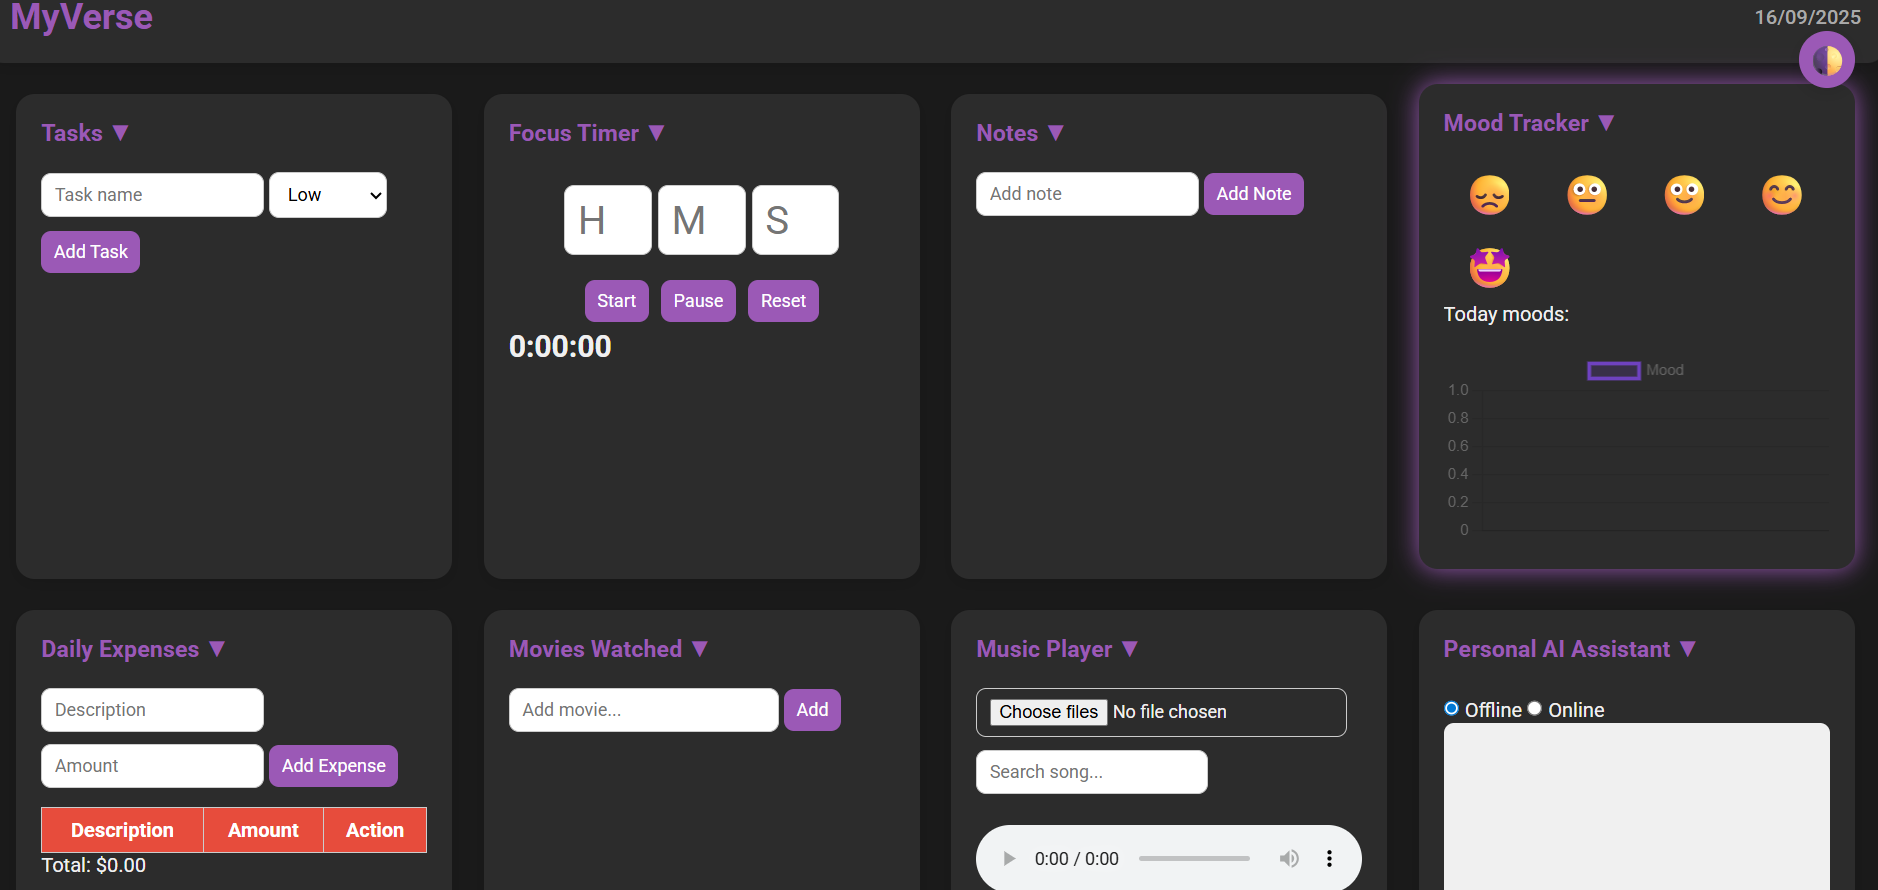 MyVerse
16/09/2025
Tasks ▼
Task name
Low
Add Task
Focus Timer ▼
H M S
Start Pause Reset
0:00:00
Notes ▼
Add note
Add Note
Mood Tracker ▼
Today moods:
Mood
1.0
0.8
0.6
0.4
0.2
0
Daily Expenses ▼
Description
Amount
Add Expense
Description Amount Action
Total: $0.00
Movies Watched ▼
Add movie...
Add
Music Player ▼
Choose files No file chosen
Search song...
0:00 / 0:00
Personal AI Assistant ▼
Offline Online